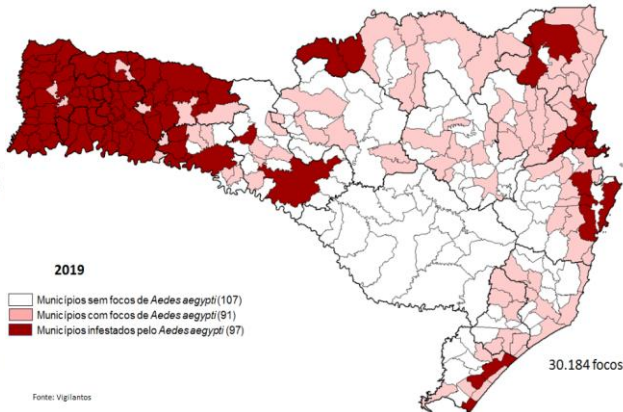 2019
Municípios sem focos de Aedes aegypti (107)
Municípios com focos de Aedes aegypti (91)
Municípios infestados pelo Aedes aegypti (97)
30.184 focos
Fonte: Vigilantos